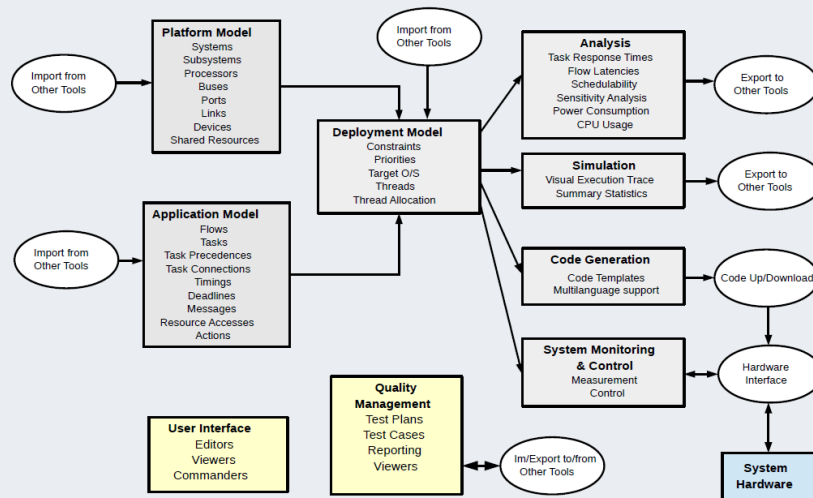 Platform Model
Systems
Subsystems
Processors
Buses
Ports
Links
Devices
Shared Resources
Import from
Other Tools
Import from
Other Tools
Analysis
Task Response Times
Flow Latencies
Schedulability
Sensitivity Analysis
Power Consumption
CPU Usage
Export to
Other Tools
Deployment Model
Constraints
Priorities
Target O/S
Threads
Thread Allocation
Simulation
Visual Execution Trace
Summary Statistics
Export to
Other Tools
Application Model
Flows
Tasks
Task Precedences
Task Connections
Timings
Deadlines
Messages
Resource Accesses
Actions
Import from
Other Tools
Code Generation
Code Templates
Multilanguage support
Code Up/Download
System Monitoring
& Control
Measurement
Control
Hardware
Interface
User Interface
Editors
Viewers
Commanders
Quality
Management
Test Plans
Test Cases
Reporting
Viewers
Im/Export to/from
Other Tools
System
Hardware